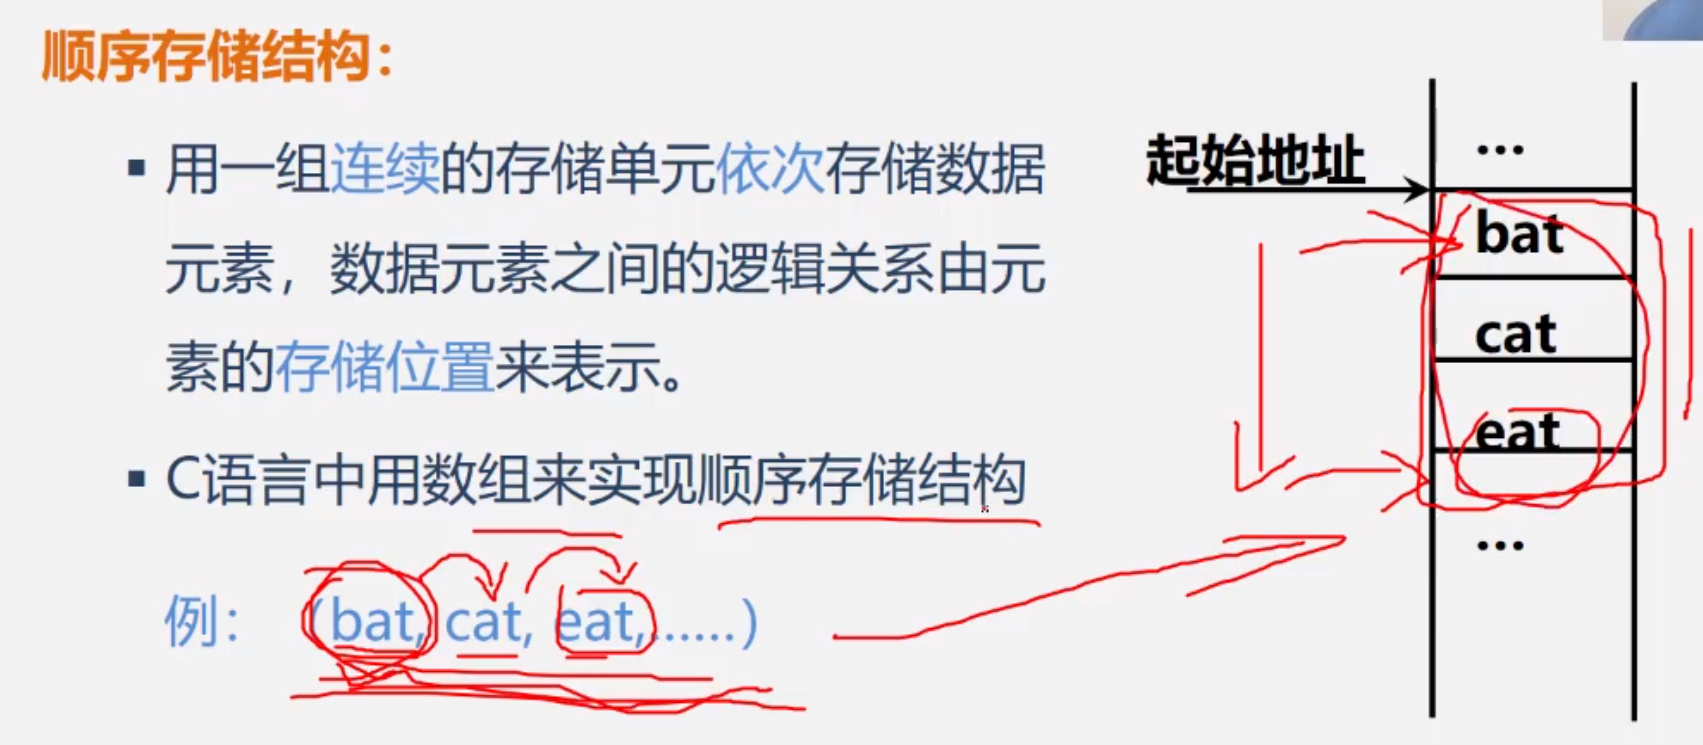 顺序存储结构：
▪ 用一组连续的存储单元依次存储数据
元素，数据元素之间的逻辑关系由元
素的存储位置来表示。
▪ C语言中用数组来实现顺序存储结构
例：（bat, cat, eat,......)
起始地址
...
bat
cat
eat
...